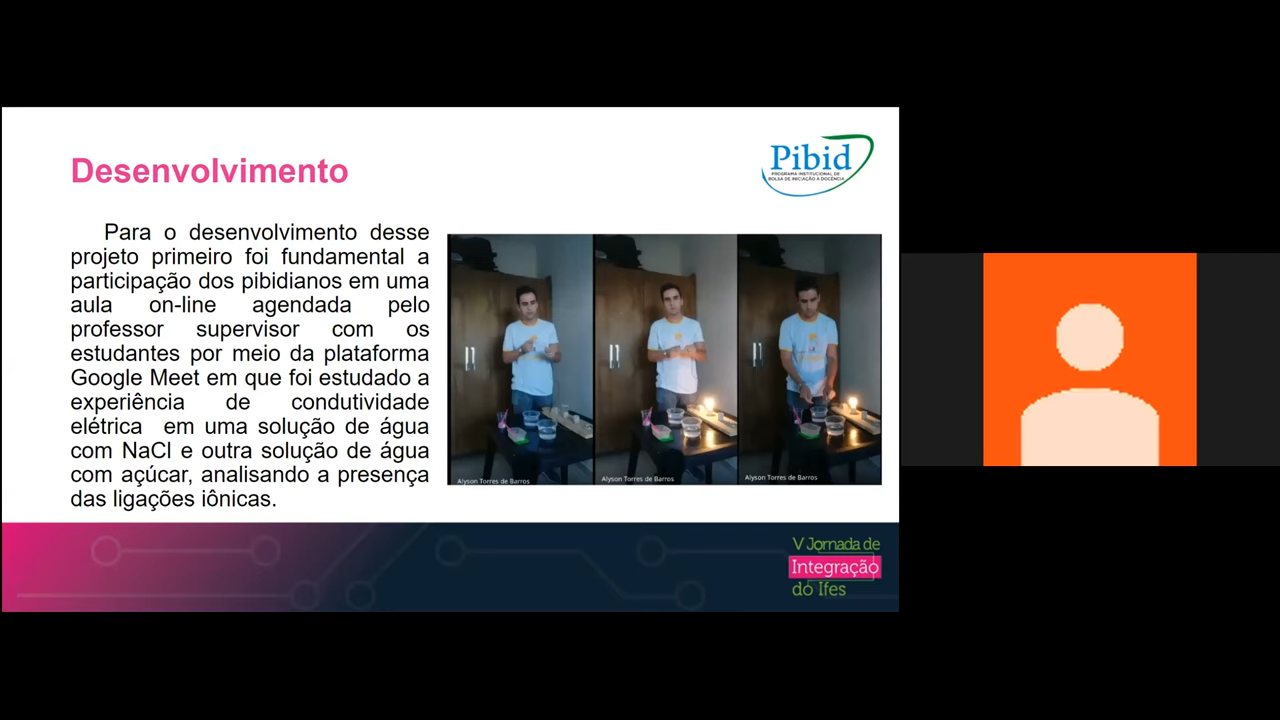 Desenvolvimento
Pibid
PROGRAMA INSTITUCIONAL DE
BOLSA DE INICIAÇÃO À DOCÊNCIA
Para o desenvolvimento desse
projeto primeiro foi fundamental a
participação dos pibidianos em uma
aula on-line agendada pelo
professor supervisor com os
estudantes por meio da plataforma
Google Meet em que foi estudado a
experiência de condutividade
elétrica em uma solução de água
com NaCl e outra solução de água
com açúcar, analisando a presença
das ligações iônicas.
Alyson Torres de Barros
Alyson Torres de Barros
Alyson Torres de Barros
V Jornada de
Integração
do Ifes